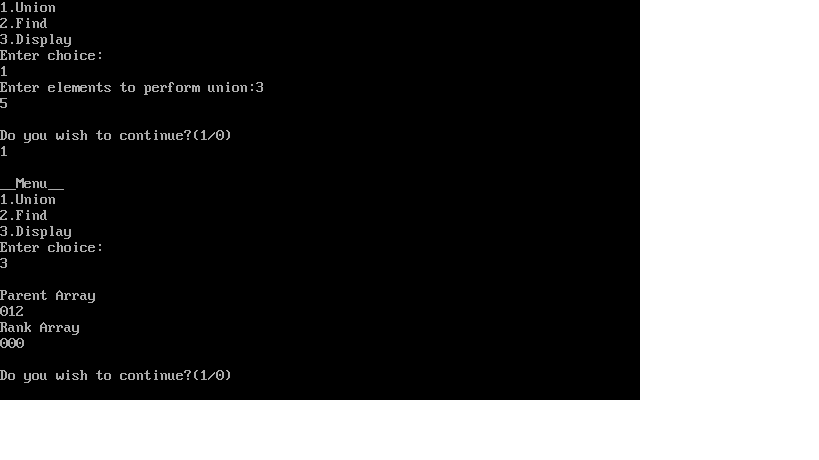 1.Union
2.Find
3.Display
Enter choice:
1
Enter elements to perform union:3
5
Do you wish to continue?(1/0)
1
__Menu__
1.Union
2.Find
3.Display
Enter choice:
3
Parent Array
012
Rank Array
000
Do you wish to continue?(1/0)